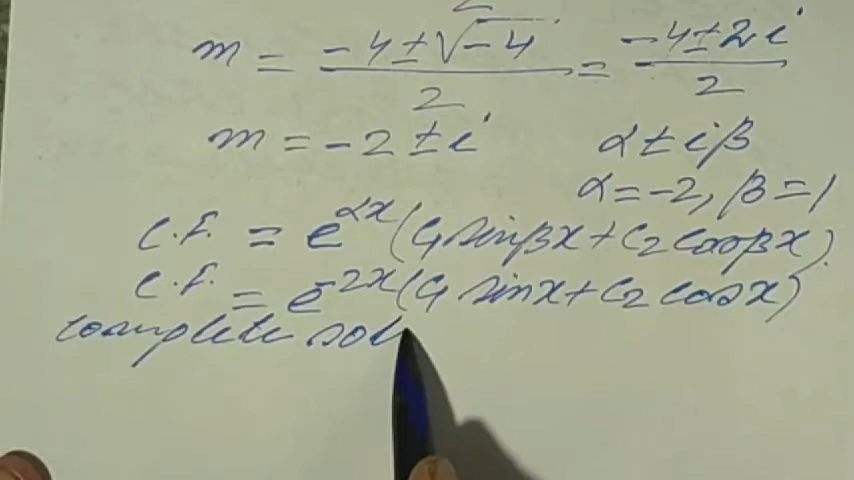 m = -4±√-4 / 2 = -4±2i / 2
m = -2 ± i α ± iβ
α = -2, β = 1
C.F. = e^αx (C1 sinβx + C2 cosβx).
C.F. = e^-2x (C1 sinx + C2 cosx)
complete sol